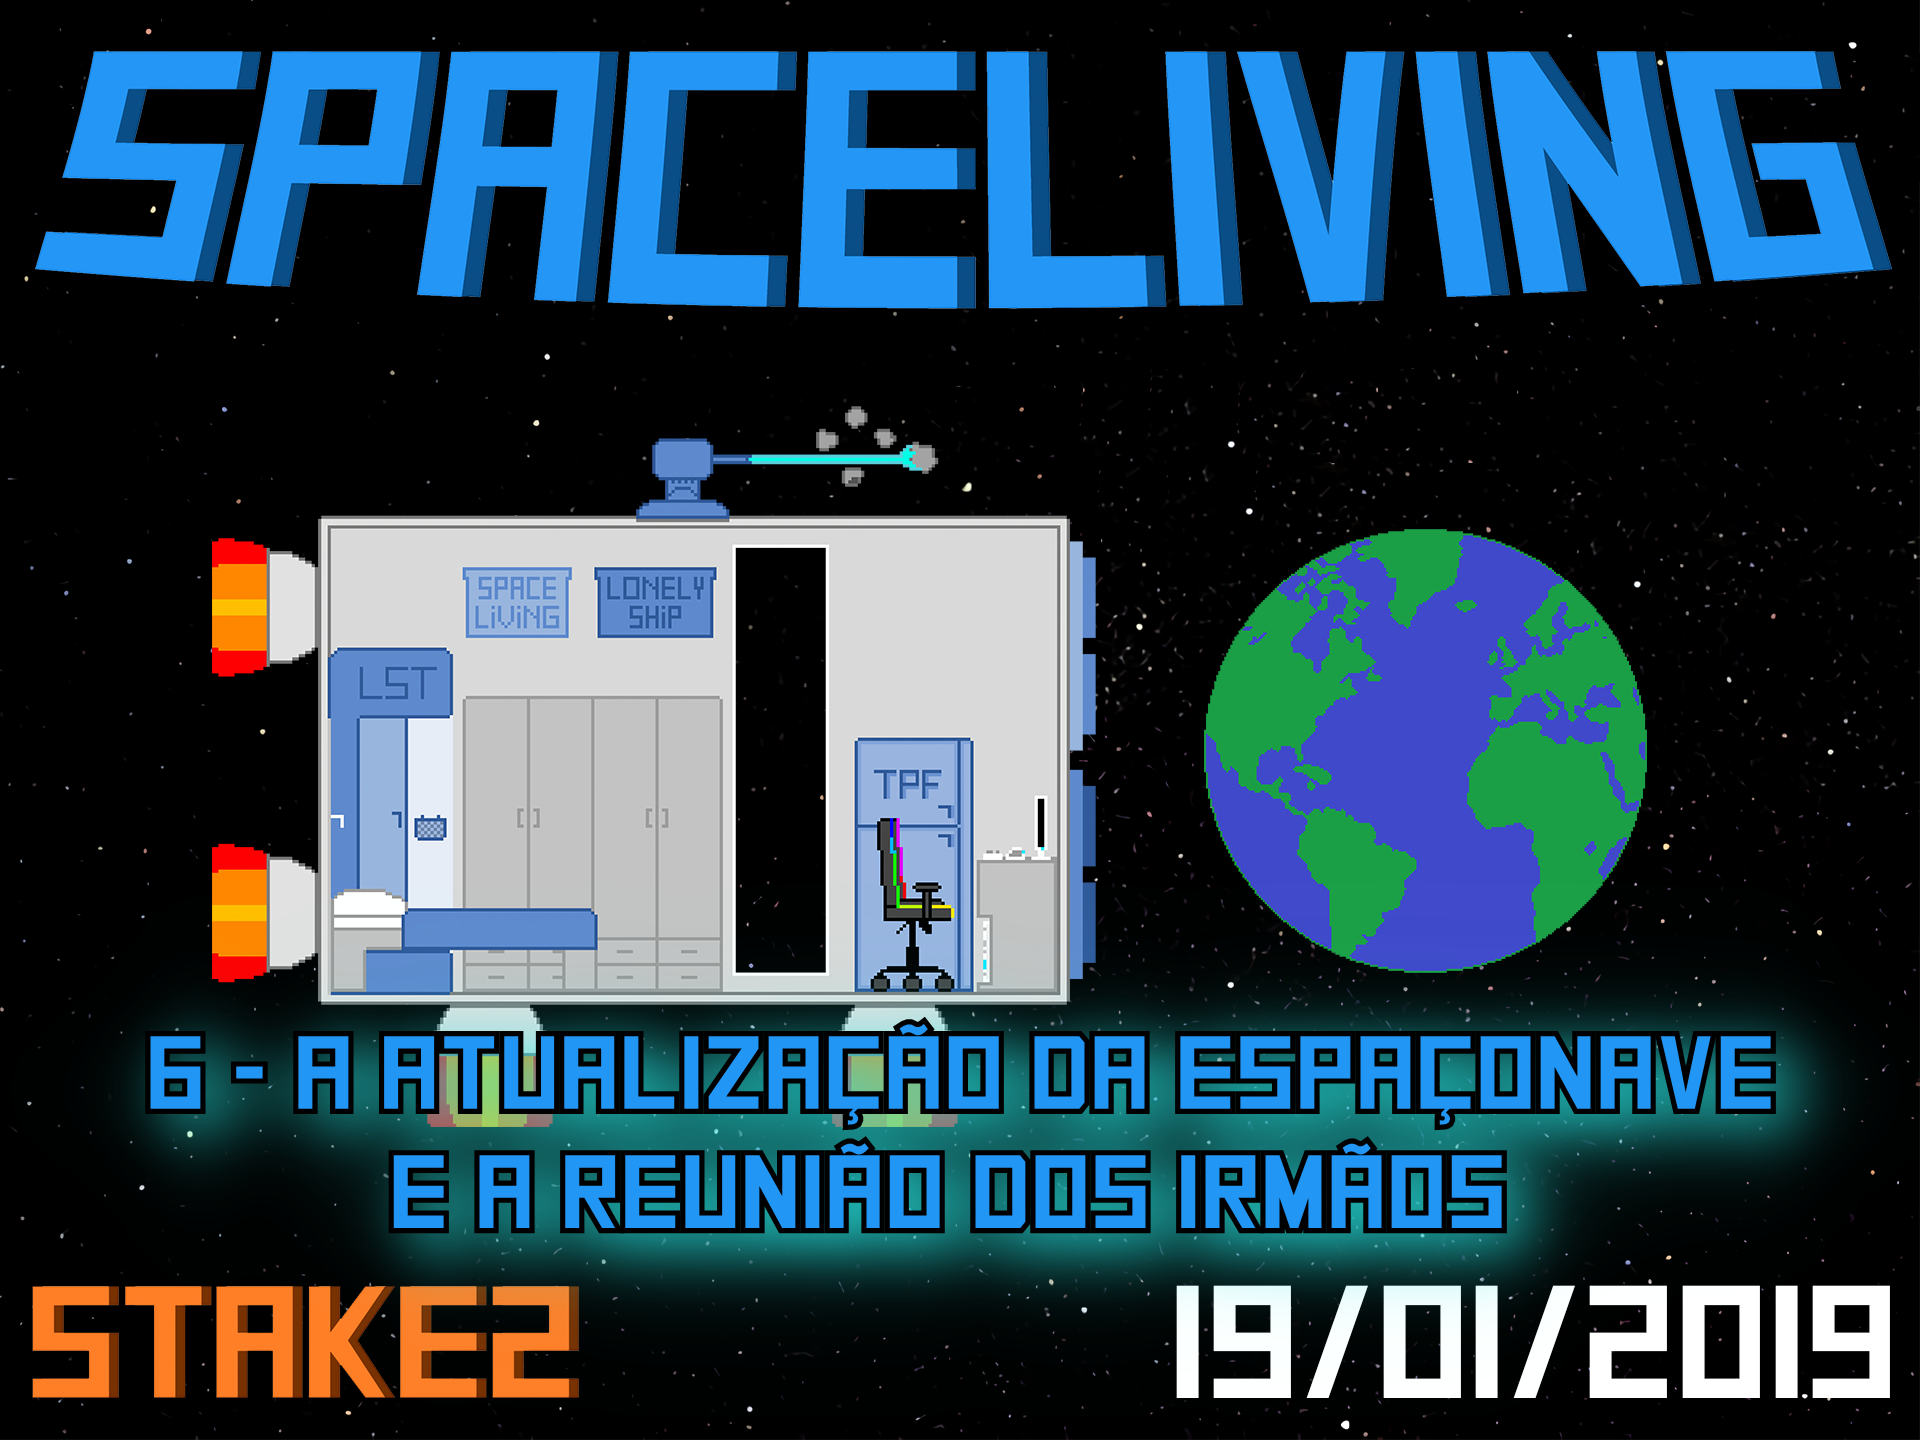 SPACELIVING
SPACE
LiViNG
LONELY
SHiP
LST
TPF
6 - A ATUALIZAÇÃO DA ESPAÇONAVE
E A REUNIÃO DOS IRMÃOS
STAKE2
19/01/2019